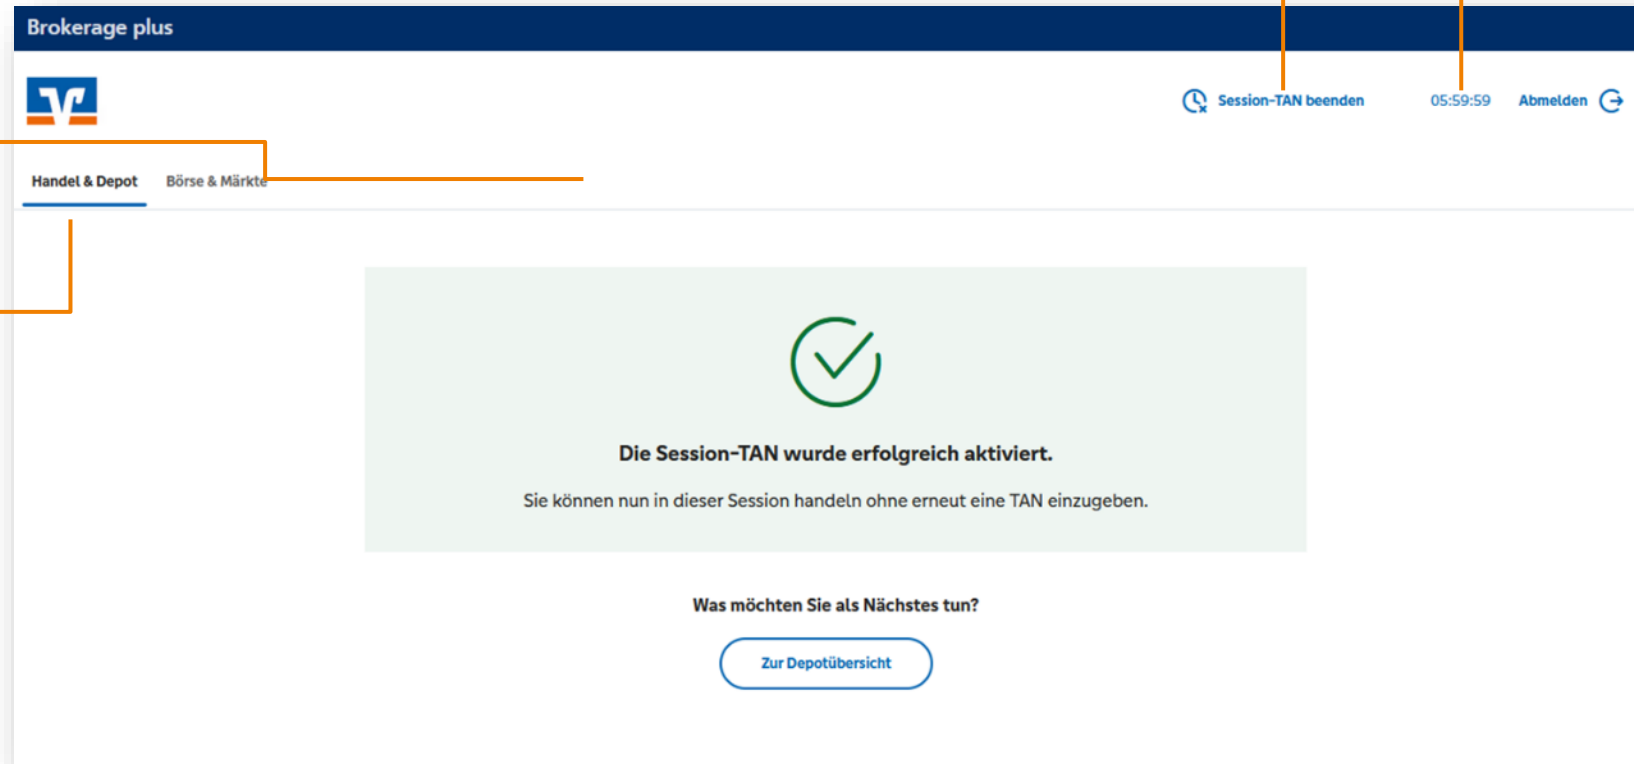 Brokerage plus
Session-TAN beenden 05:59:59 Abmelden
Handel & Depot Börse & Märkte
Die Session-TAN wurde erfolgreich aktiviert.
Sie können nun in dieser Session handeln ohne erneut eine TAN einzugeben.
Was möchten Sie als Nächstes tun?
Zur Depotübersicht